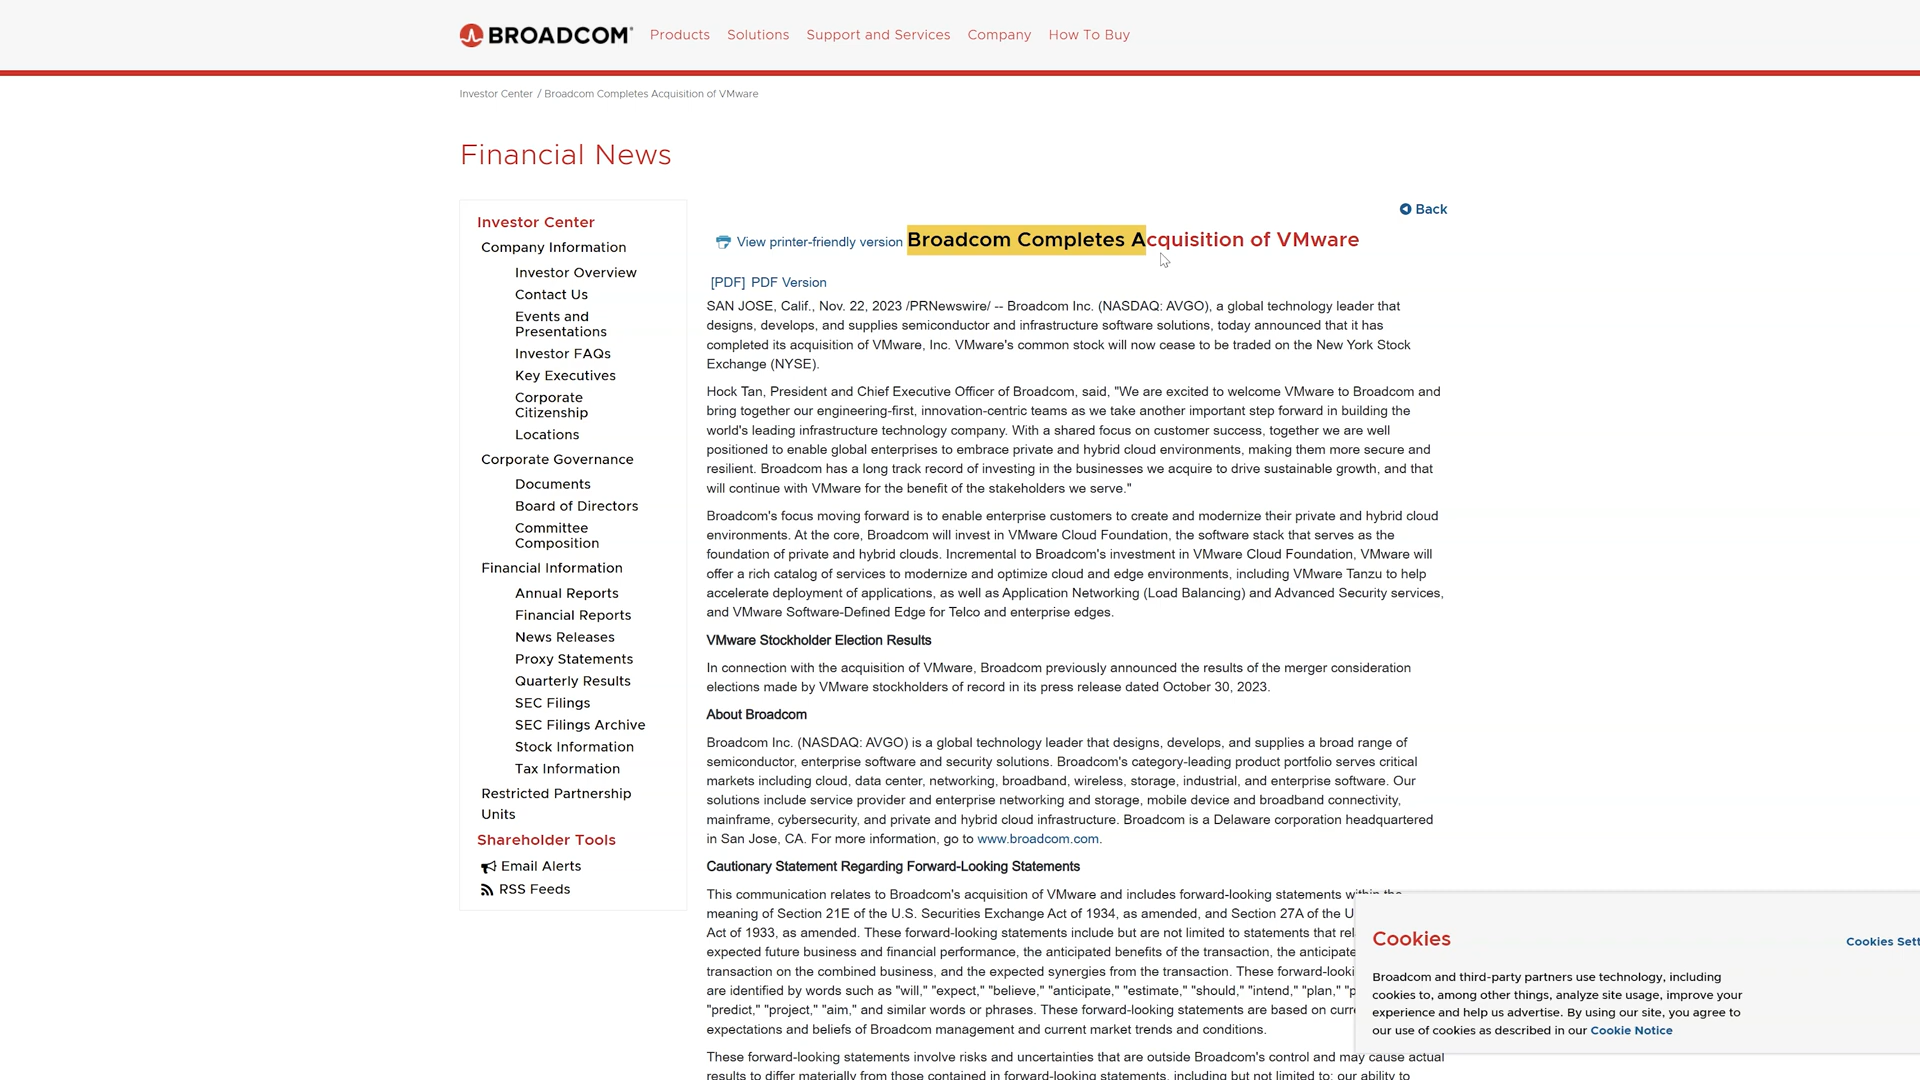 BROADCOM Products Solutions Support and Services Company How To Buy
Investor Center / Broadcom Completes Acquisition of VMware
Financial News
Investor Center
Company Information
Investor Overview
Contact Us
Events and
Presentations
Investor FAQs
Key Executives
Corporate
Citizenship
Locations
Corporate Governance
Documents
Board of Directors
Committee
Composition
Financial Information
Annual Reports
Financial Reports
News Releases
Proxy Statements
Quarterly Results
SEC Filings
SEC Filings Archive
Stock Information
Tax Information
Restricted Partnership
Units
Shareholder Tools
Email Alerts
RSS Feeds
Back
View printer-friendly version Broadcom Completes Acquisition of VMware
[PDF] PDF Version
SAN JOSE, Calif., Nov. 22, 2023 /PRNewswire/ -- Broadcom Inc. (NASDAQ: AVGO), a global technology leader that
designs, develops, and supplies semiconductor and infrastructure software solutions, today announced that it has
completed its acquisition of VMware, Inc. VMware's common stock will now cease to be traded on the New York Stock
Exchange (NYSE).
Hock Tan, President and Chief Executive Officer of Broadcom, said, "We are excited to welcome VMware to Broadcom and
bring together our engineering-first, innovation-centric teams as we take another important step forward in building the
world's leading infrastructure technology company. With a shared focus on customer success, together we are well
positioned to enable global enterprises to embrace private and hybrid cloud environments, making them more secure and
resilient. Broadcom has a long track record of investing in the businesses we acquire to drive sustainable growth, and that
will continue with VMware for the benefit of the stakeholders we serve."
Broadcom's focus moving forward is to enable enterprise customers to create and modernize their private and hybrid cloud
environments. At the core, Broadcom will invest in VMware Cloud Foundation, the software stack that serves as the
foundation of private and hybrid clouds. Incremental to Broadcom's investment in VMware Cloud Foundation, VMware will
offer a rich catalog of services to modernize and optimize cloud and edge environments, including VMware Tanzu to help
accelerate deployment of applications, as well as Application Networking (Load Balancing) and Advanced Security services,
and VMware Software-Defined Edge for Telco and enterprise edges.
VMware Stockholder Election Results
In connection with the acquisition of VMware, Broadcom previously announced the results of the merger consideration
elections made by VMware stockholders of record in its press release dated October 30, 2023.
About Broadcom
Broadcom Inc. (NASDAQ: AVGO) is a global technology leader that designs, develops, and supplies a broad range of
semiconductor, enterprise software and security solutions. Broadcom's category-leading product portfolio serves critical
markets including cloud, data center, networking, broadband, wireless, storage, industrial, and enterprise software. Our
solutions include service provider and enterprise networking and storage, mobile device and broadband connectivity,
mainframe, cybersecurity, and private and hybrid cloud infrastructure. Broadcom is a Delaware corporation headquartered
in San Jose, CA. For more information, go to www.broadcom.com.
Cautionary Statement Regarding Forward-Looking Statements
This communication relates to Broadcom's acquisition of VMware and includes forward-looking statements within the
meaning of Section 21E of the U.S. Securities Exchange Act of 1934, as amended, and Section 27A of the U
Act of 1933, as amended. These forward-looking statements include but are not limited to statements that rel
expected future business and financial performance, the anticipated benefits of the transaction, the anticipate
transaction on the combined business, and the expected synergies from the transaction. These forward-looki
are identified by words such as "will," "expect," "believe," "anticipate," "estimate," "should," "intend," "plan," "p
"predict," "project," "aim," and similar words or phrases. These forward-looking statements are based on curre
expectations and beliefs of Broadcom management and current market trends and conditions.
These forward-looking statements involve risks and uncertainties that are outside Broadcom's control and may cause actual
results to differ materially from those contained in forward-looking statements, including but not limited to: our ability to
Cookies
Cookies Sett
Broadcom and third-party partners use technology, including
cookies to, among other things, analyze site usage, improve your
experience and help us advertise. By using our site, you agree to
our use of cookies as described in our Cookie Notice